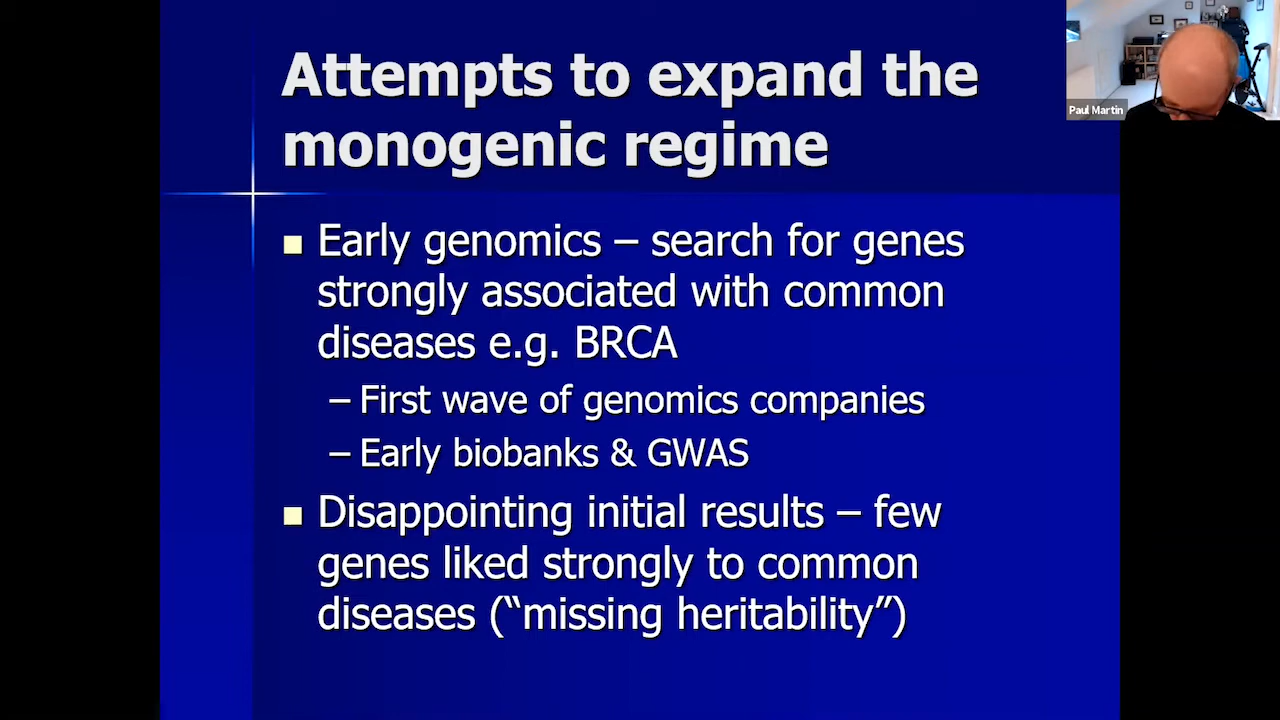 Attempts to expand the
monogenic regime
Early genomics – search for genes
strongly associated with common
diseases e.g. BRCA
– First wave of genomics companies
– Early biobanks & GWAS
Disappointing initial results – few
genes liked strongly to common
diseases (“missing heritability”)
Paul Martin